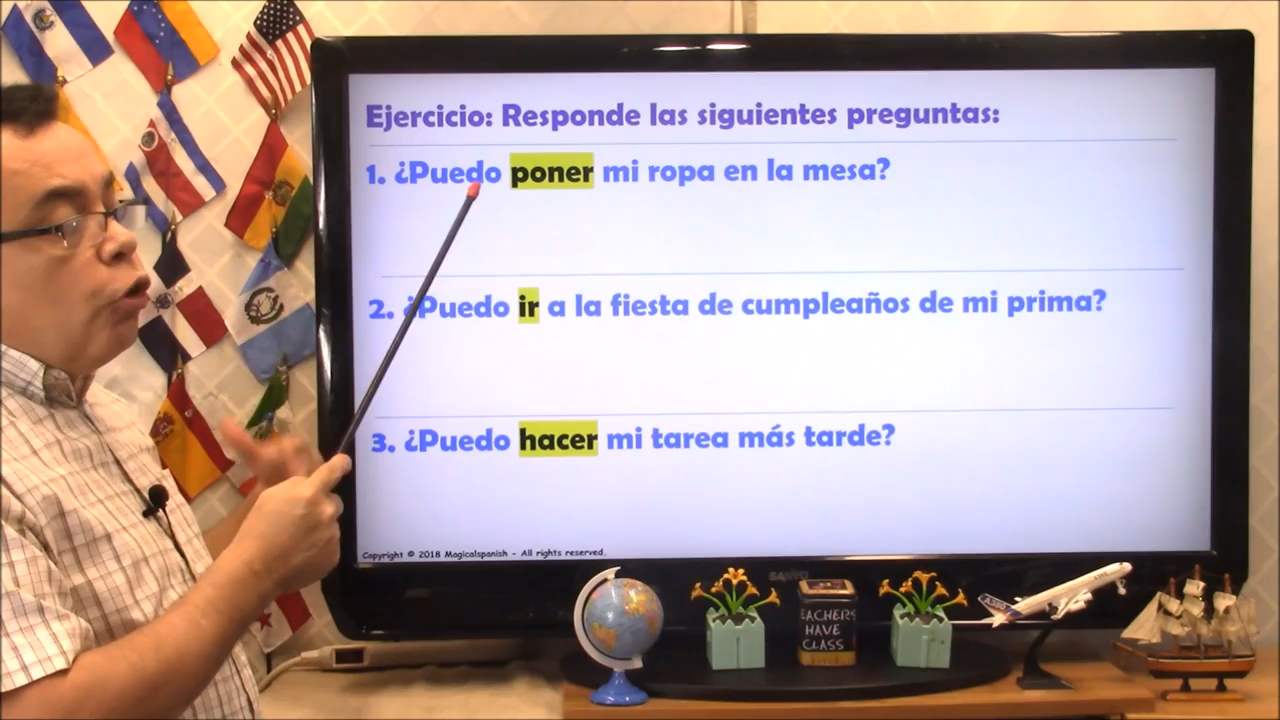 Ejercicio: Responde las siguientes preguntas:
1. ¿Puedo poner mi ropa en la mesa?
2. ¿Puedo ir a la fiesta de cumpleaños de mi prima?
3. ¿Puedo hacer mi tarea más tarde?
Copyright © 2018 Magicalspanish - All rights reserved.
SANYO
A380
TEACHERS
HAVE
CLASS